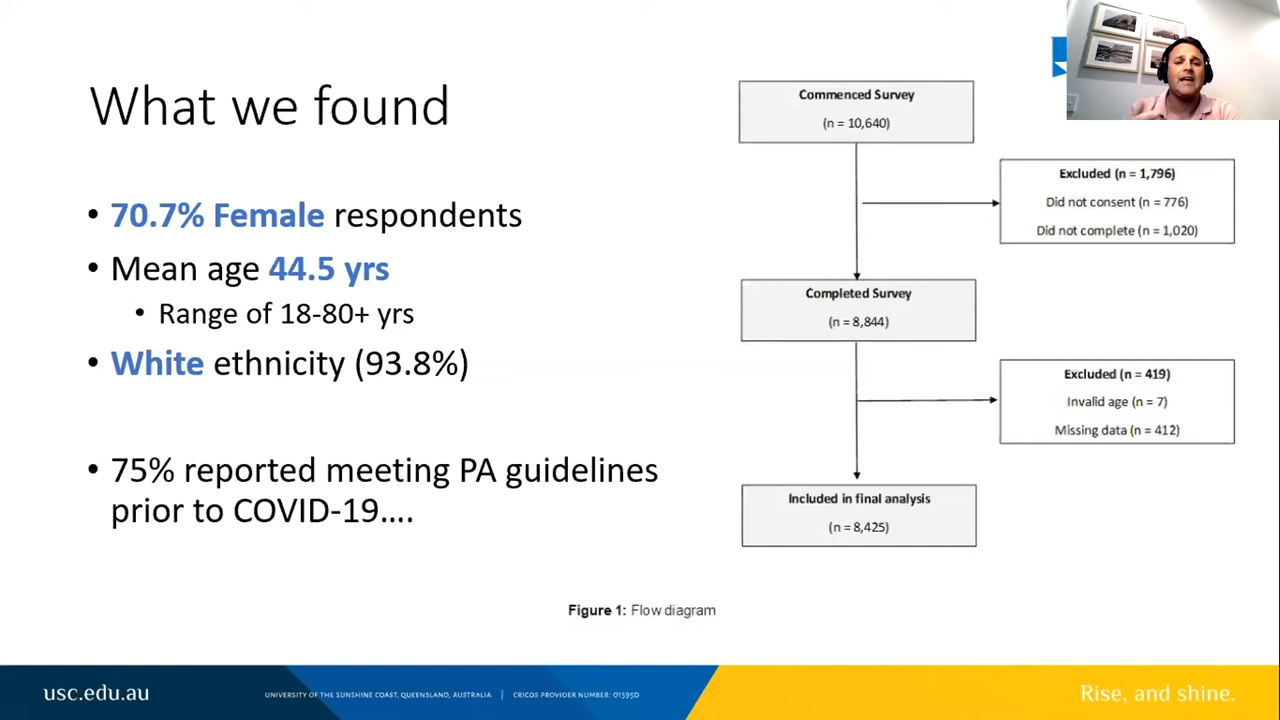 What we found
• 70.7% Female respondents
• Mean age 44.5 yrs
• Range of 18-80+ yrs
• White ethnicity (93.8%)
• 75% reported meeting PA guidelines
prior to COVID-19....
Commenced Survey
(n = 10,640)
Excluded (n = 1,796)
Did not consent (n = 776)
Did not complete (n = 1,020)
Completed Survey
(n = 8,844)
Excluded (n = 419)
Invalid age (n = 7)
Missing data (n = 412)
Included in final analysis
(n = 8,425)
Figure 1: Flow diagram
usc.edu.au
UNIVERSITY OF THE SUNSHINE COAST, QUEENSLAND, AUSTRALIA | CRICOS PROVIDER NUMBER: 01595D
Rise, and shine.